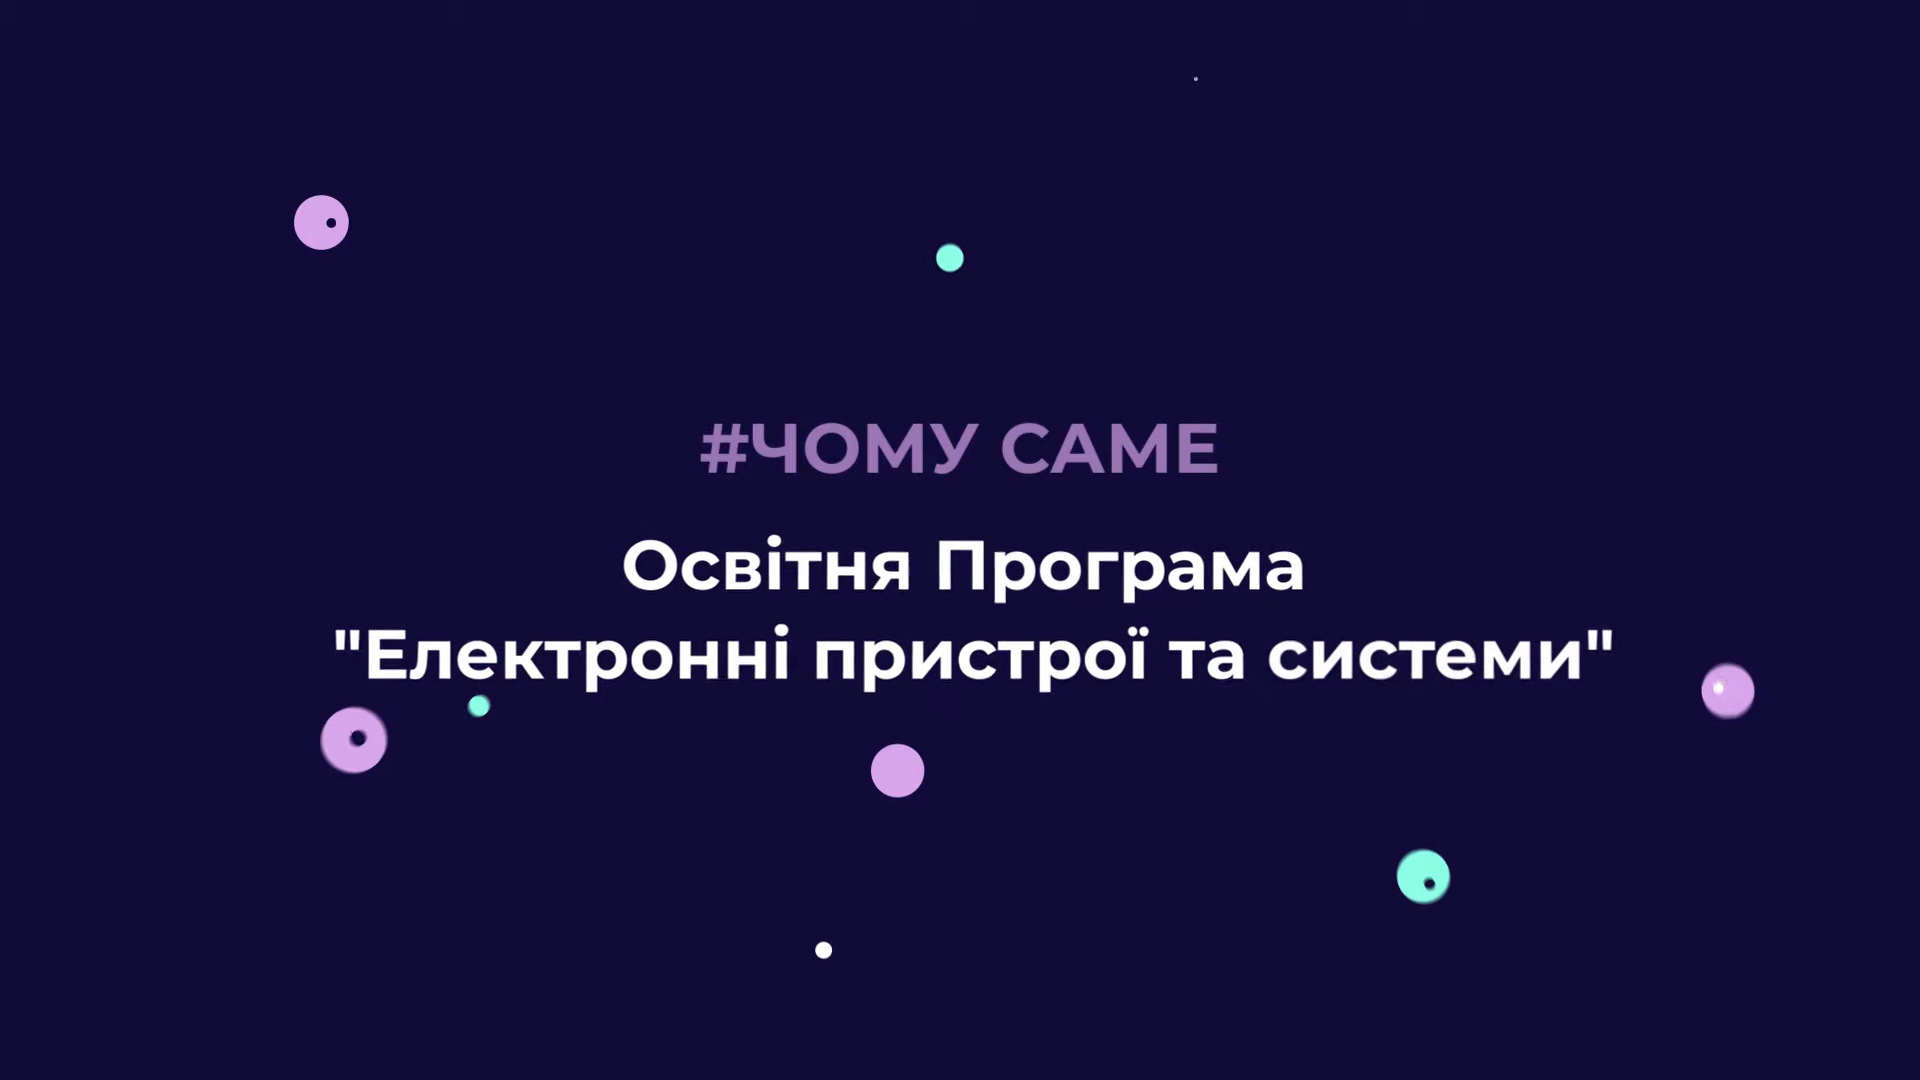 #ЧОМУ САМЕ
Освітня Програма
"Електронні пристрої та системи"